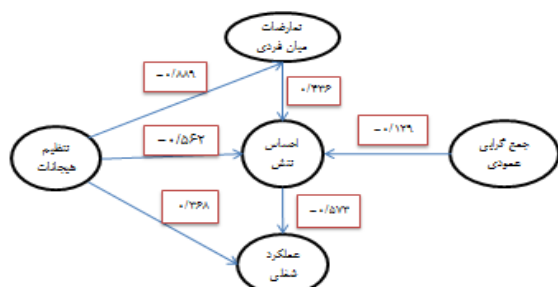 تعارضات
میان فردی
-۰/۸۸۹
۰/۴۳۶
تنظیم
هیجانات
-۰/۵۶۲
احساس
تنش
-۰/۱۲۹
جمع گرایی
عمودی
۰/۳۶۸
-۰/۵۷۳
عملکرد
شغلی